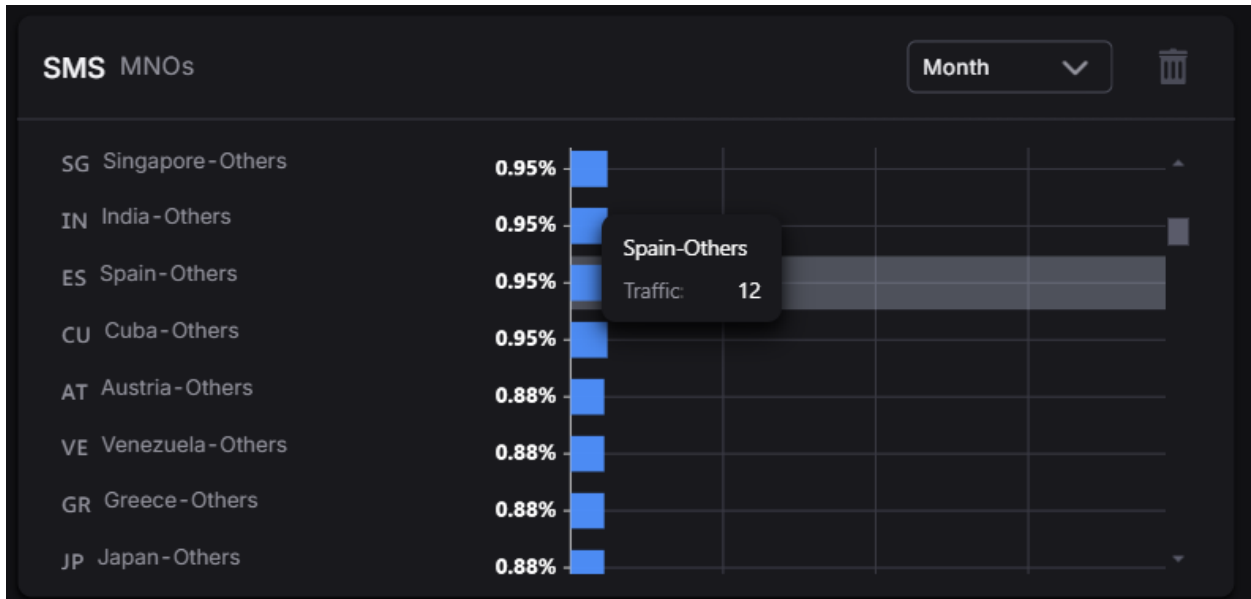 SMS MNOs
Month
SG Singapore-Others 0.95%
IN India-Others 0.95%
ES Spain-Others 0.95%
CU Cuba-Others 0.95%
AT Austria-Others 0.88%
VE Venezuela-Others 0.88%
GR Greece-Others 0.88%
JP Japan-Others 0.88%
Spain-Others
Traffic: 12